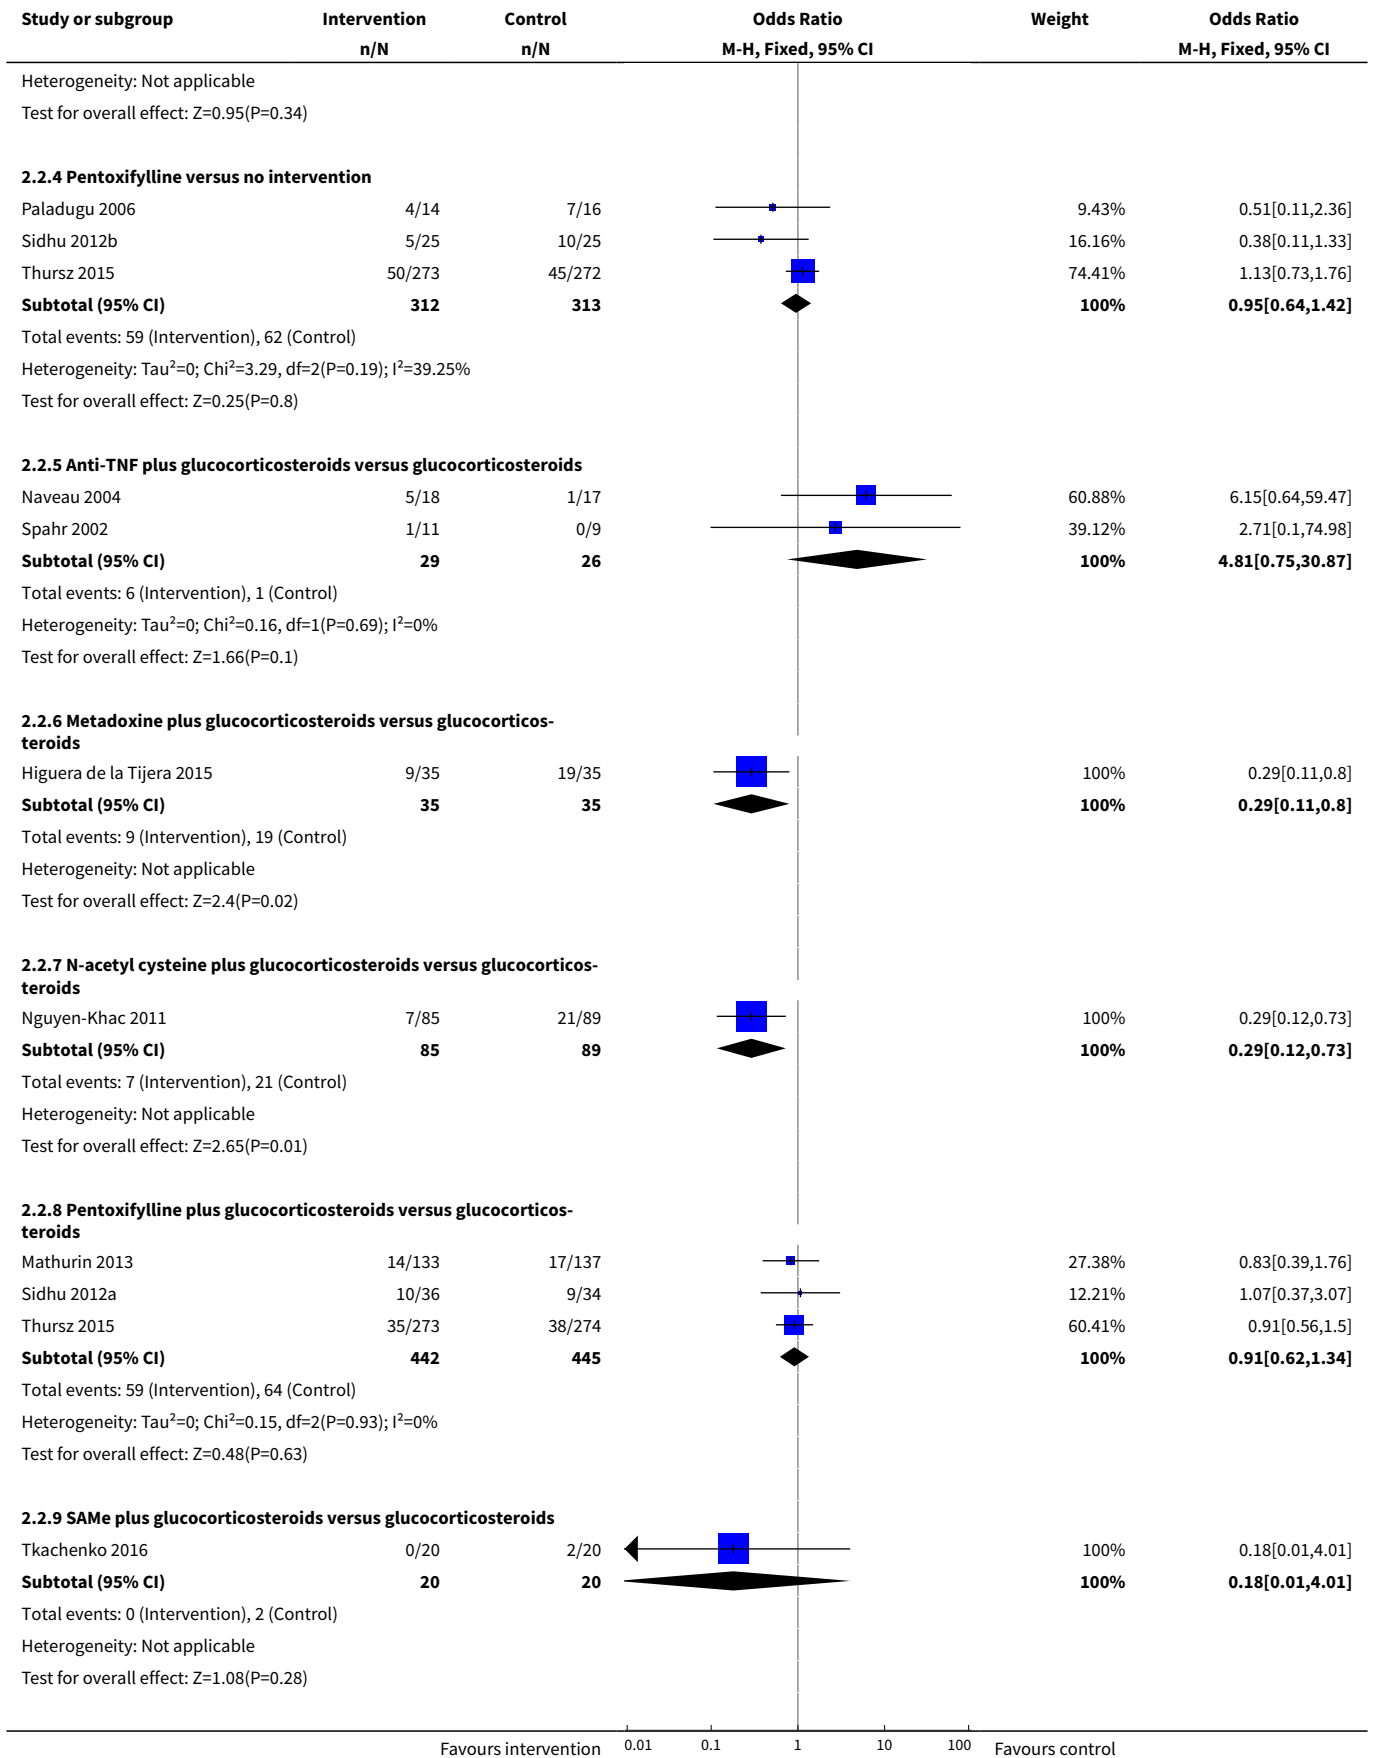 Study or subgroup Intervention Control Odds Ratio Weight Odds Ratio
n/N n/N M-H, Fixed, 95% CI M-H, Fixed, 95% CI
Heterogeneity: Not applicable
Test for overall effect: Z=0.95(P=0.34)
2.2.4 Pentoxifylline versus no intervention
Paladugu 2006 4/14 7/16 9.43% 0.51[0.11,2.36]
Sidhu 2012b 5/25 10/25 16.16% 0.38[0.11,1.33]
Thursz 2015 50/273 45/272 74.41% 1.13[0.73,1.76]
Subtotal (95% CI) 312 313 100% 0.95[0.64,1.42]
Total events: 59 (Intervention), 62 (Control)
Heterogeneity: Tau²=0; Chi²=3.29, df=2(P=0.19); I²=39.25%
Test for overall effect: Z=0.25(P=0.8)
2.2.5 Anti-TNF plus glucocorticosteroids versus glucocorticosteroids
Naveau 2004 5/18 1/17 60.88% 6.15[0.64,59.47]
Spahr 2002 1/11 0/9 39.12% 2.71[0.1,74.98]
Subtotal (95% CI) 29 26 100% 4.81[0.75,30.87]
Total events: 6 (Intervention), 1 (Control)
Heterogeneity: Tau²=0; Chi²=0.16, df=1(P=0.69); I²=0%
Test for overall effect: Z=1.66(P=0.1)
2.2.6 Metadoxine plus glucocorticosteroids versus glucocorticos-
teroids
Higuera de la Tijera 2015 9/35 19/35 100% 0.29[0.11,0.8]
Subtotal (95% CI) 35 35 100% 0.29[0.11,0.8]
Total events: 9 (Intervention), 19 (Control)
Heterogeneity: Not applicable
Test for overall effect: Z=2.4(P=0.02)
2.2.7 N-acetyl cysteine plus glucocorticosteroids versus glucocorticos-
teroids
Nguyen-Khac 2011 7/85 21/89 100% 0.29[0.12,0.73]
Subtotal (95% CI) 85 89 100% 0.29[0.12,0.73]
Total events: 7 (Intervention), 21 (Control)
Heterogeneity: Not applicable
Test for overall effect: Z=2.65(P=0.01)
2.2.8 Pentoxifylline plus glucocorticosteroids versus glucocorticos-
teroids
Mathurin 2013 14/133 17/137 27.38% 0.83[0.39,1.76]
Sidhu 2012a 10/36 9/34 12.21% 1.07[0.37,3.07]
Thursz 2015 35/273 38/274 60.41% 0.91[0.56,1.5]
Subtotal (95% CI) 442 445 100% 0.91[0.62,1.34]
Total events: 59 (Intervention), 64 (Control)
Heterogeneity: Tau²=0; Chi²=0.15, df=2(P=0.93); I²=0%
Test for overall effect: Z=0.48(P=0.63)
2.2.9 SAMe plus glucocorticosteroids versus glucocorticosteroids
Tkachenko 2016 0/20 2/20 100% 0.18[0.01,4.01]
Subtotal (95% CI) 20 20 100% 0.18[0.01,4.01]
Total events: 0 (Intervention), 2 (Control)
Heterogeneity: Not applicable
Test for overall effect: Z=1.08(P=0.28)
Favours intervention 0.01 0.1 1 10 100 Favours control